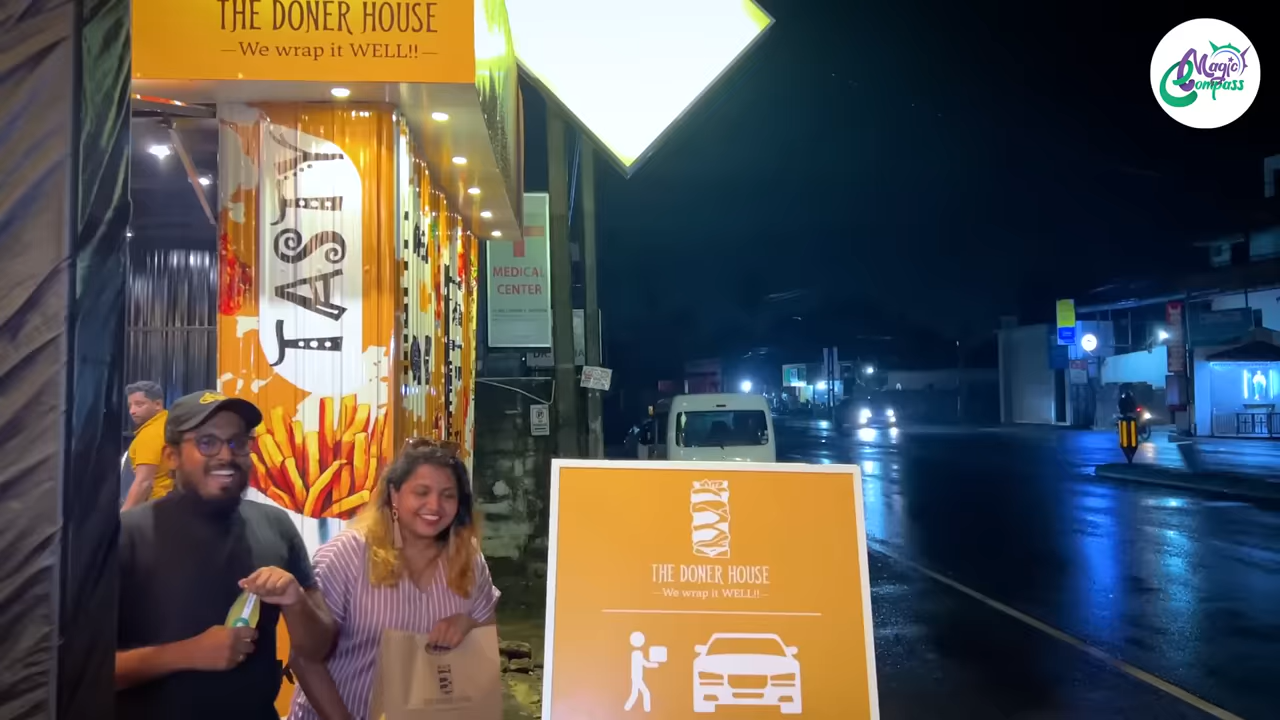 THE DONER HOUSE
—We wrap it WELL!!—
Magic
Compass
TASTY
MEDICAL
CENTER
THE DONER HOUSE
—We wrap it WELL!!—